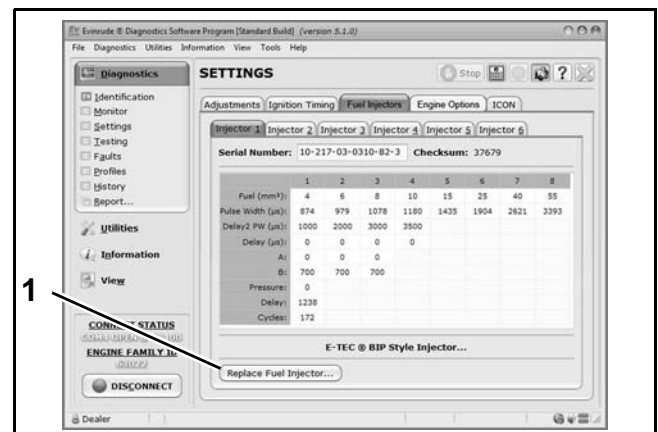 Evinrude ® Diagnostics Software Program [Standard Build] (version 5.1.0)
File Diagnostics Utilities Information View Tools Help
Diagnostics
SETTINGS
Stop
?
Identification
Monitor
Settings
Testing
Faults
Profiles
History
Report...
Utilities
Information
View
Adjustments Ignition Timing Fuel Injectors Engine Options ICON
Injector 1 Injector 2 Injector 3 Injector 4 Injector 5 Injector 6
Serial Number: 10-217-03-0310-82-3 Checksum: 37679
1 2 3 4 5 6 7 8
Fuel (mm³): 4 6 8 10 15 25 40 55
Pulse Width (µs): 874 979 1078 1180 1435 1904 2621 3393
Delay2 PW (µs): 1000 2000 3000 3500
Delay (µs): 0 0 0 0
A: 0 0 0
B: 700 700 700
Pressure: 0
Delay: 1238
Cycles: 172
E-TEC ® BIP Style Injector...
Replace Fuel Injector...
1
CONNECT STATUS
ENGINE FAMILY ID
DISCONNECT
Dealer